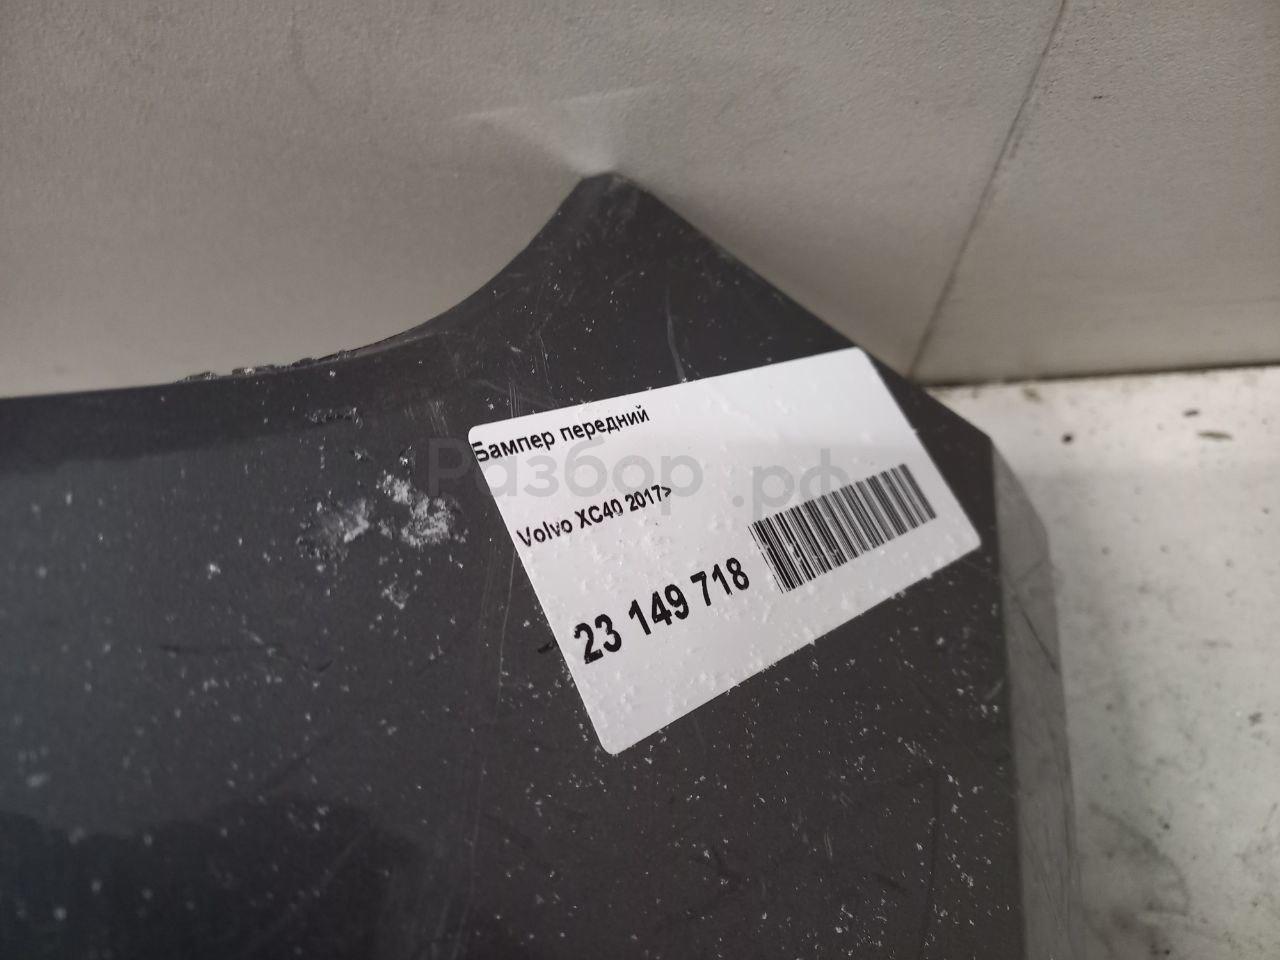 Бампер передний
Разбор.рф
Volvo XC40 2017>
23 149 718